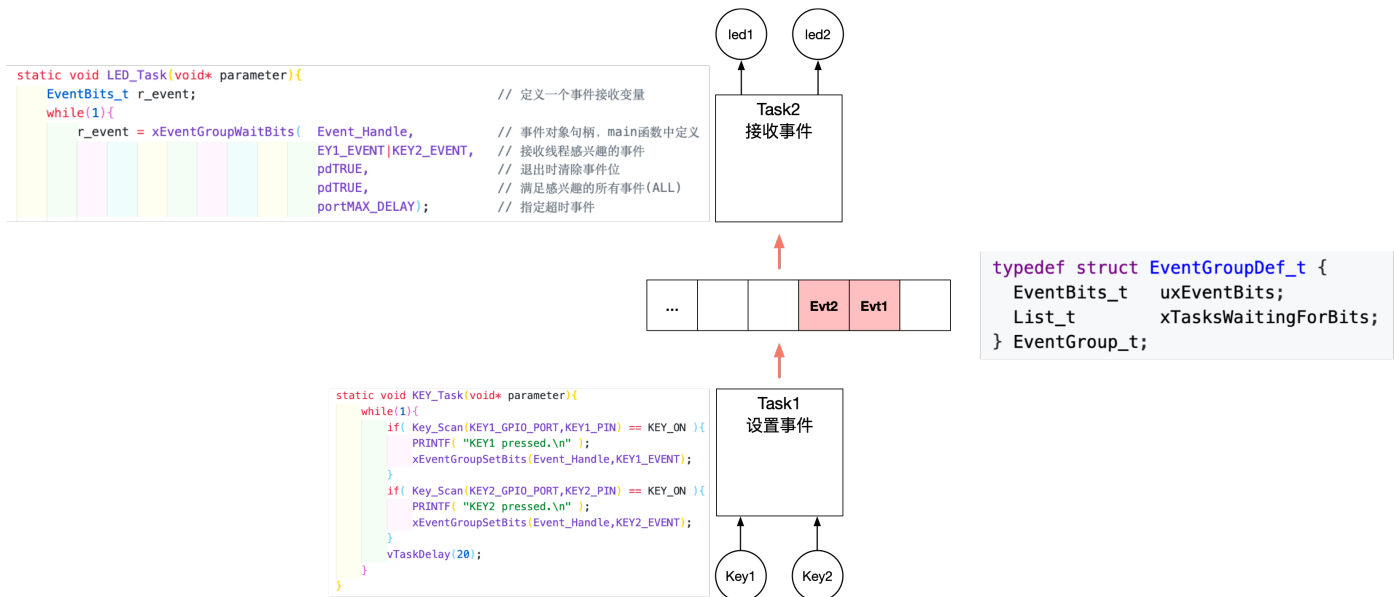 led1
led2
static void LED_Task(void* parameter){
EventBits_t r_event; // 定义一个事件接收变量
while(1){
r_event = xEventGroupWaitBits( Event_Handle, // 事件对象句柄，main函数中定义
EY1_EVENT|KEY2_EVENT, // 接收线程感兴趣的事件
pdTRUE, // 退出时清除事件位
pdTRUE, // 满足感兴趣的所有事件(ALL)
portMAX_DELAY); // 指定超时事件
Task2
接收事件
...
Evt2
Evt1
typedef struct EventGroupDef_t {
EventBits_t uxEventBits;
List_t xTasksWaitingForBits;
} EventGroup_t;
static void KEY_Task(void* parameter){
while(1){
if( Key_Scan(KEY1_GPIO_PORT,KEY1_PIN) == KEY_ON ){
PRINTF( "KEY1 pressed.\n" );
xEventGroupSetBits(Event_Handle,KEY1_EVENT);
}
if( Key_Scan(KEY2_GPIO_PORT,KEY2_PIN) == KEY_ON ){
PRINTF( "KEY2 pressed.\n" );
xEventGroupSetBits(Event_Handle,KEY2_EVENT);
}
vTaskDelay(20);
}
}
Task1
设置事件
Key1
Key2